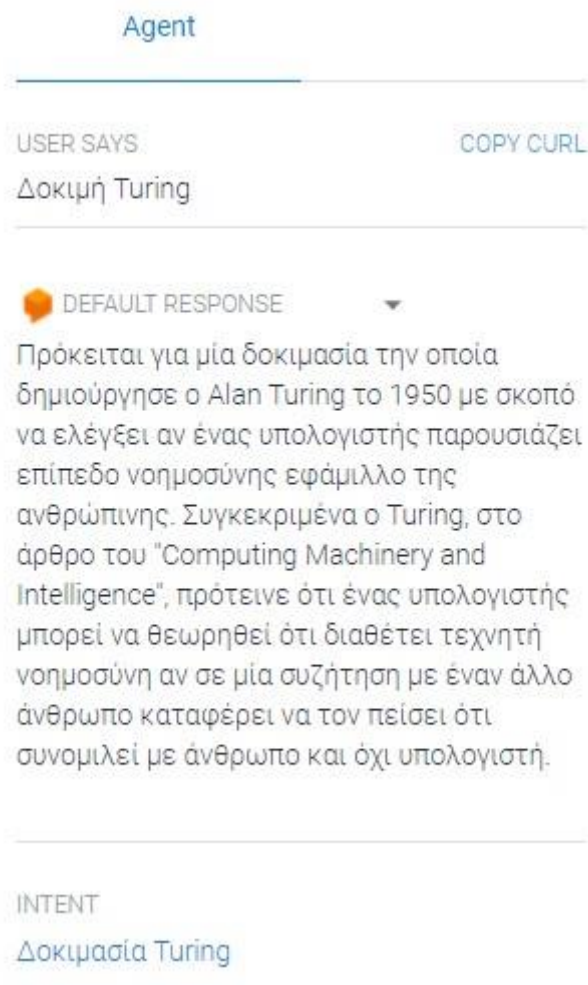 Agent
USER SAYS COPY CURL
Δοκιμή Turing
DEFAULT RESPONSE
Πρόκειται για μία δοκιμασία την οποία
δημιούργησε ο Alan Turing το 1950 με σκοπό
να ελέγξει αν ένας υπολογιστής παρουσιάζει
επίπεδο νοημοσύνης εφάμιλλο της
ανθρώπινης. Συγκεκριμένα ο Turing, στο
άρθρο του "Computing Machinery and
Intelligence", πρότεινε ότι ένας υπολογιστής
μπορεί να θεωρηθεί ότι διαθέτει τεχνητή
νοημοσύνη αν σε μία συζήτηση με έναν άλλο
άνθρωπο καταφέρει να τον πείσει ότι
συνομιλεί με άνθρωπο και όχι υπολογιστή.
INTENT
Δοκιμασία Turing